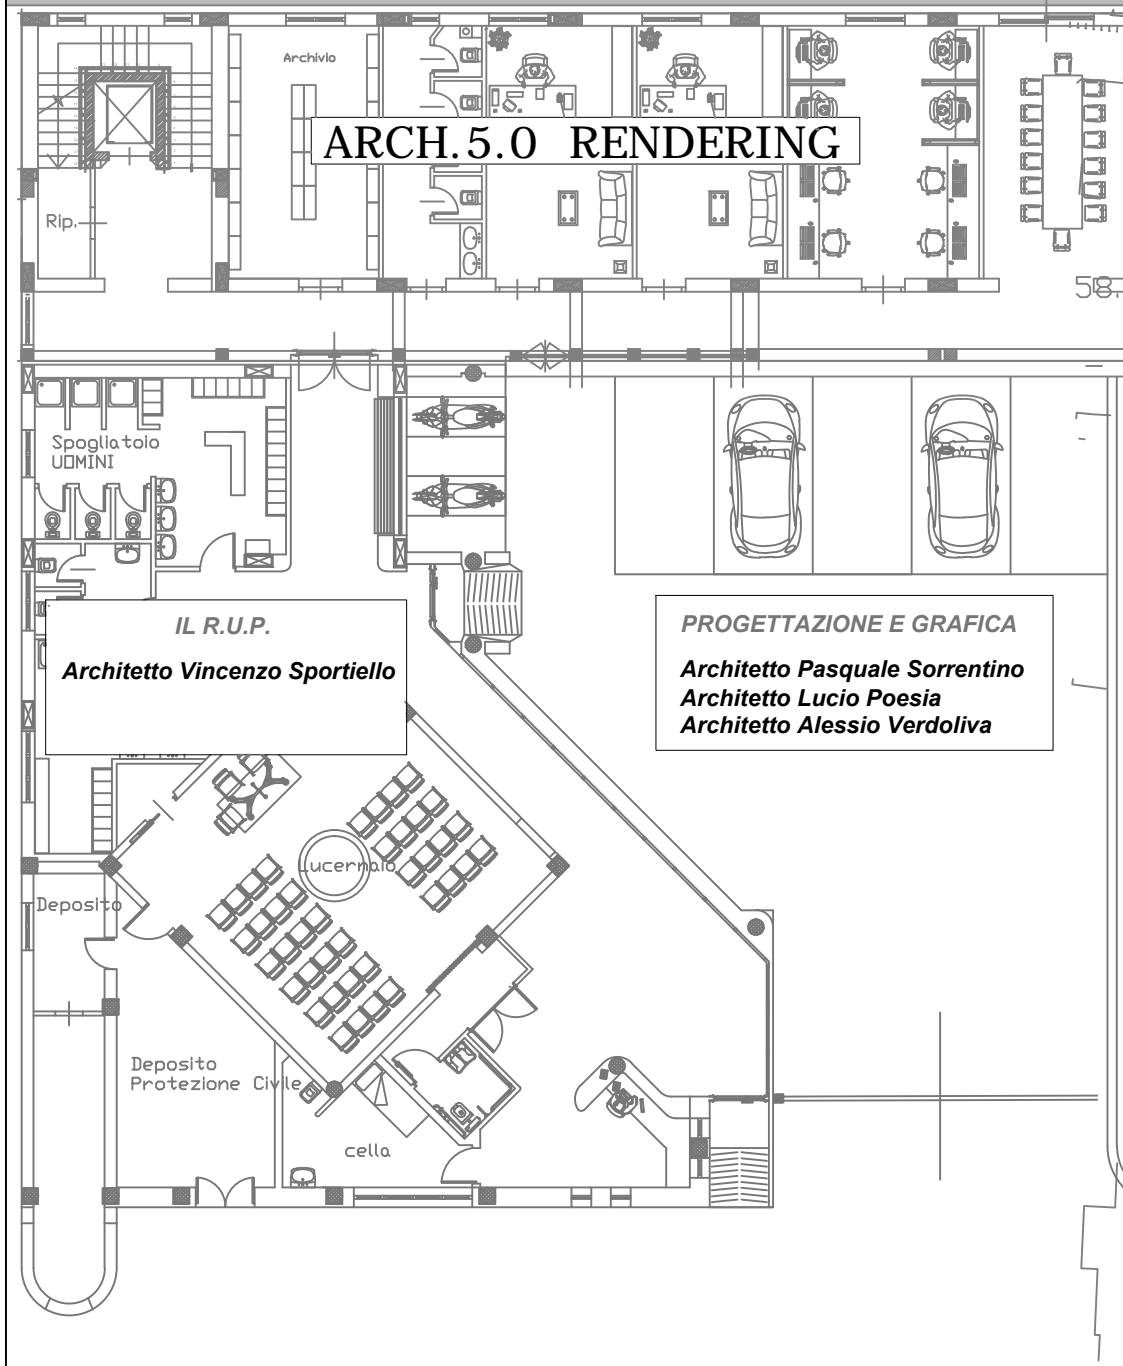 Archivio
ARCH.5.0 RENDERING
Rip.
58.
Spogliatoio
UOMINI
IL R.U.P.
Architetto Vincenzo Sportiello
PROGETTAZIONE E GRAFICA
Architetto Pasquale Sorrentino
Architetto Lucio Poesia
Architetto Alessio Verdoliva
Lucernaio
Deposito
Deposito
Protezione Civile
cella